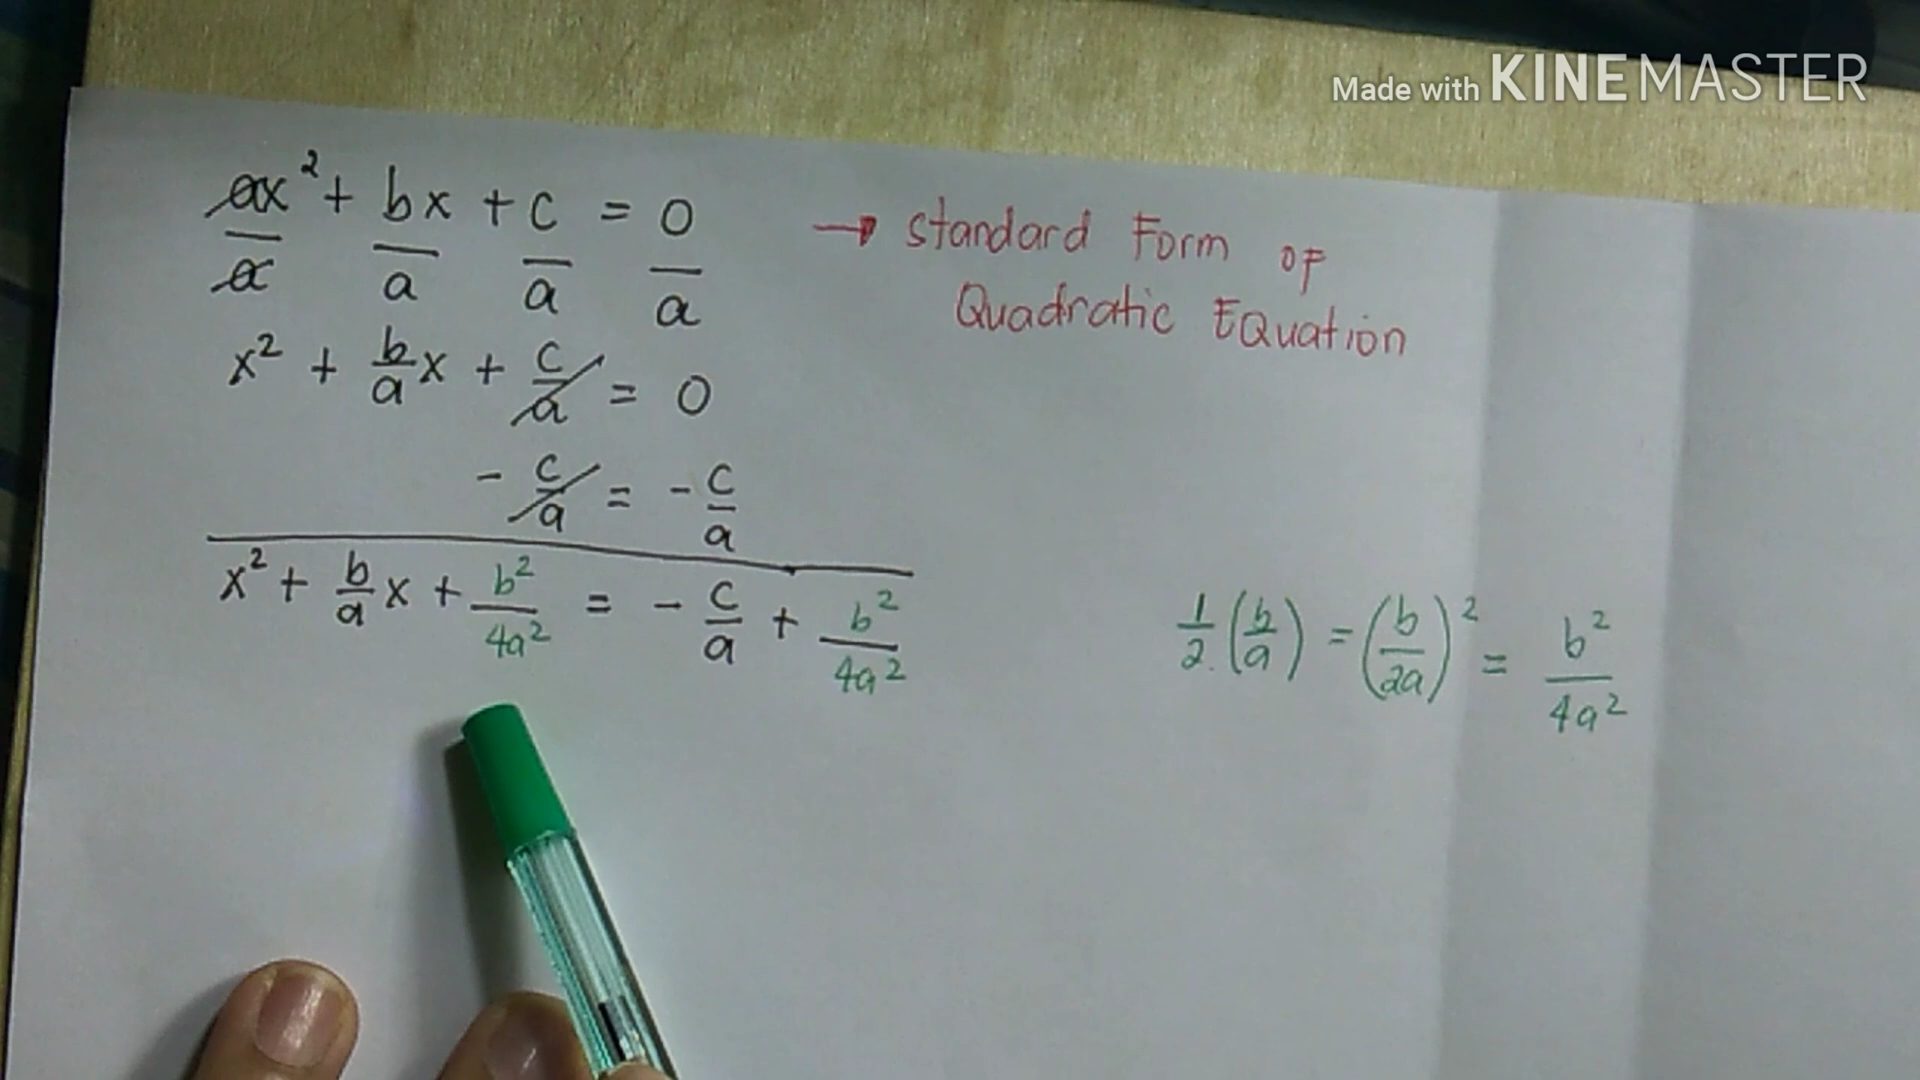 Made with KINEMASTER
ax² + bx + c = 0 → Standard Form of
a a a a Quadratic Equation
x² + b/a x + c/a = 0
- c/a = - c/a
x² + b/a x + b²/4a² = - c/a + b²/4a²
1/2 (b/a) = (b/2a)² = b²/4a²